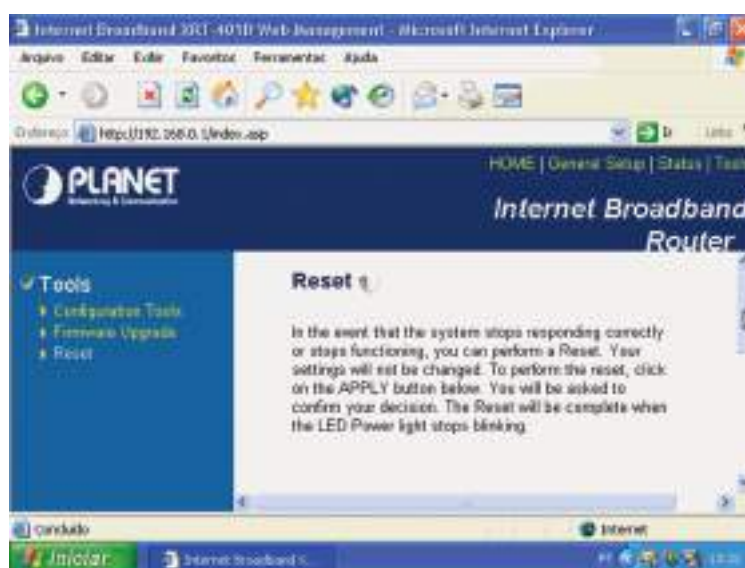 Internet Broadband XRT-401D Web Management - Microsoft Internet Explorer
Arquivo Editar Exibir Favoritos Ferramentas Ajuda
Endereço http://192.168.0.1/index.asp Ir Links
PLANET
Networking & Communication
HOME | General Setup | Status | Tools
Internet Broadband
Router
Tools
Configuration Tools
Firmware Upgrade
Reset
Reset
In the event that the system stops responding correctly
or stops functioning, you can perform a Reset. Your
settings will not be changed. To perform the reset, click
on the APPLY button below. You will be asked to
confirm your decision. The Reset will be complete when
the LED Power light stops blinking.
Concluído Internet
Iniciar Internet Broadband PT